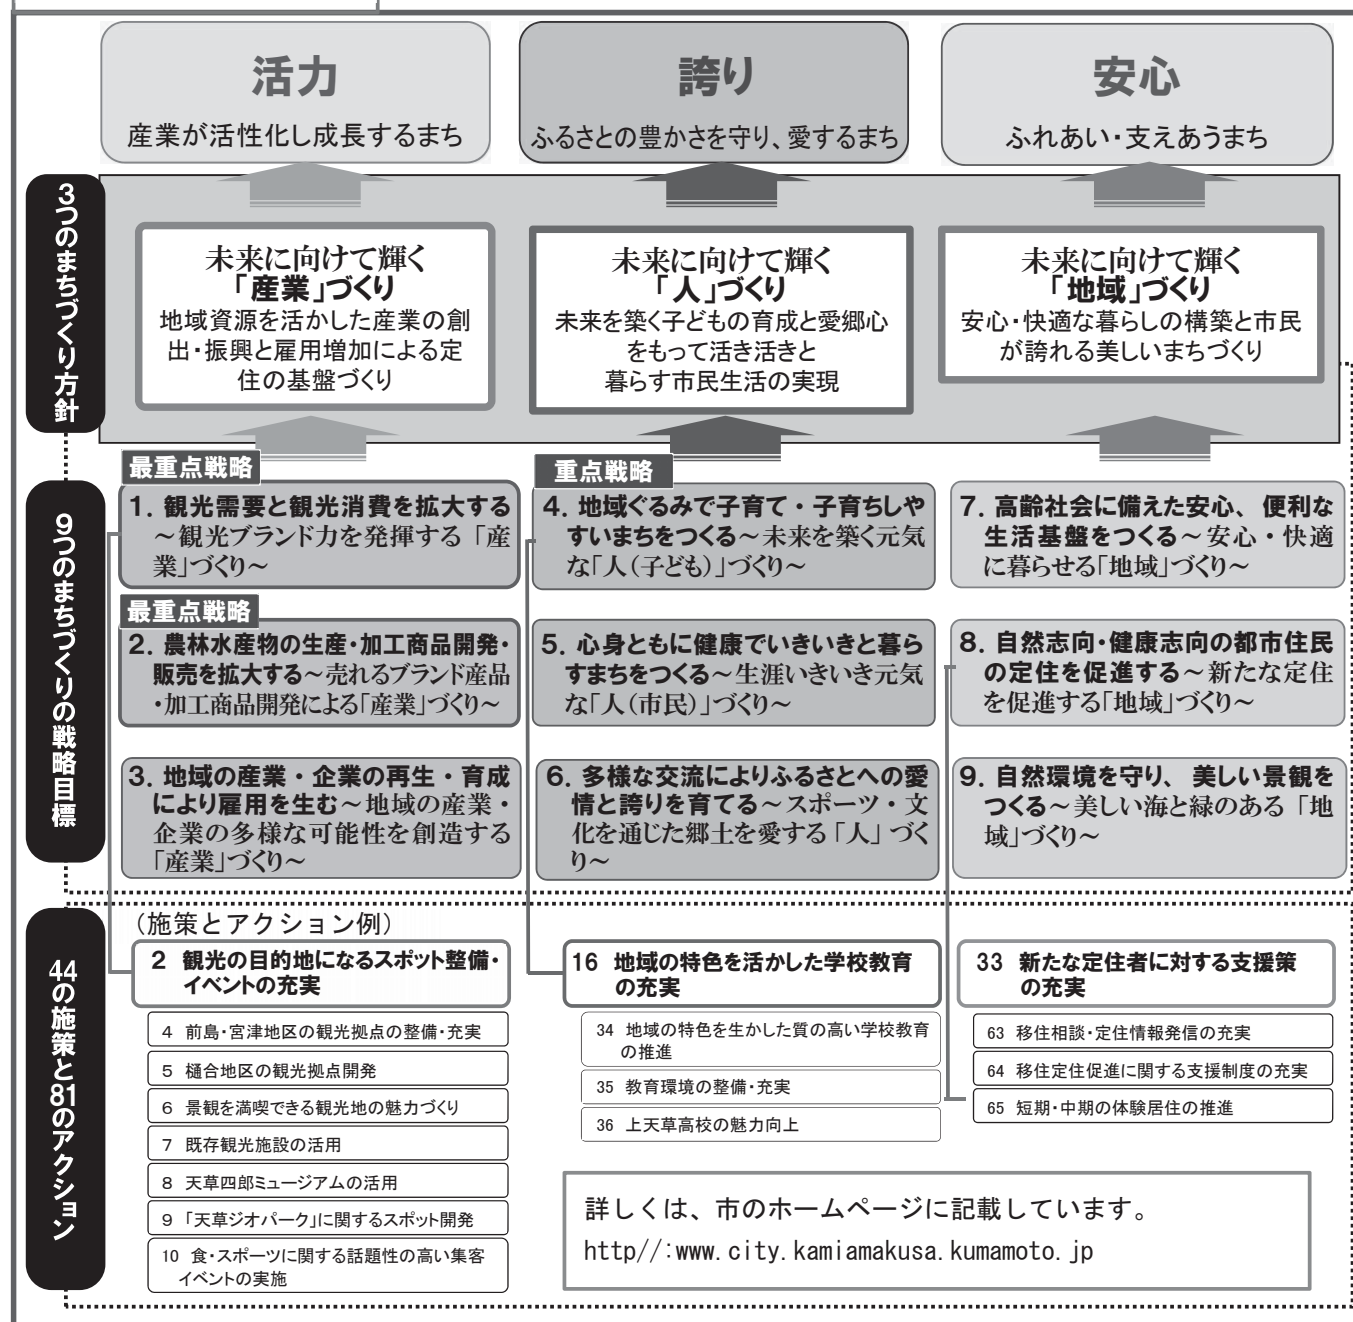 活力
産業が活性化し成長するまち
誇り
ふるさとの豊かさを守り、愛するまち
安心
ふれあい・支えあうまち
3つのまちづくり方針
未来に向けて輝く
「産業」づくり
地域資源を活かした産業の創
出・振興と雇用増加による定
住の基盤づくり
未来に向けて輝く
「人」づくり
未来を築く子どもの育成と愛郷心
をもって活き活きと
暮らす市民生活の実現
未来に向けて輝く
「地域」づくり
安心・快適な暮らしの構築と市民
が誇れる美しいまちづくり
9つのまちづくりの戦略目標
最重点戦略
1. 観光需要と観光消費を拡大する
～観光ブランド力を発揮する「産
業」づくり～
最重点戦略
2. 農林水産物の生産・加工商品開発・
販売を拡大する～売れるブランド産品
・加工商品開発による「産業」づくり～
3. 地域の産業・企業の再生・育成
により雇用を生む～地域の産業・
企業の多様な可能性を創造する
「産業」づくり～
重点戦略
4. 地域ぐるみで子育て・子育ちしや
すいまちをつくる～未来を築く元気
な「人（子ども）」づくり～
5. 心身ともに健康でいきいきと暮ら
すまちをつくる～生涯いきいき元気
な「人（市民）」づくり～
6. 多様な交流によりふるさとへの愛
情と誇りを育てる～スポーツ・文
化を通じた郷土を愛する「人」づく
り～
7. 高齢社会に備えた安心、便利な
生活基盤をつくる～安心・快適
に暮らせる「地域」づくり～
8. 自然志向・健康志向の都市住民
の定住を促進する～新たな定住
を促進する「地域」づくり～
9. 自然環境を守り、美しい景観を
つくる～美しい海と緑のある「地
域」づくり～
44の施策と81のアクション
（施策とアクション例）
2 観光の目的地になるスポット整備・
イベントの充実
4 前島・宮津地区の観光拠点の整備・充実
5 樋合地区の観光拠点開発
6 景観を満喫できる観光地の魅力づくり
7 既存観光施設の活用
8 天草四郎ミュージアムの活用
9 「天草ジオパーク」に関するスポット開発
10 食・スポーツに関する話題性の高い集客
イベントの実施
16 地域の特色を活かした学校教育
の充実
34 地域の特色を生かした質の高い学校教育
の推進
35 教育環境の整備・充実
36 上天草高校の魅力向上
33 新たな定住者に対する支援策
の充実
63 移住相談・定住情報発信の充実
64 移住定住促進に関する支援制度の充実
65 短期・中期の体験居住の推進
詳しくは、市のホームページに記載しています。
http//:www.city.kamiamakusa.kumamoto.jp